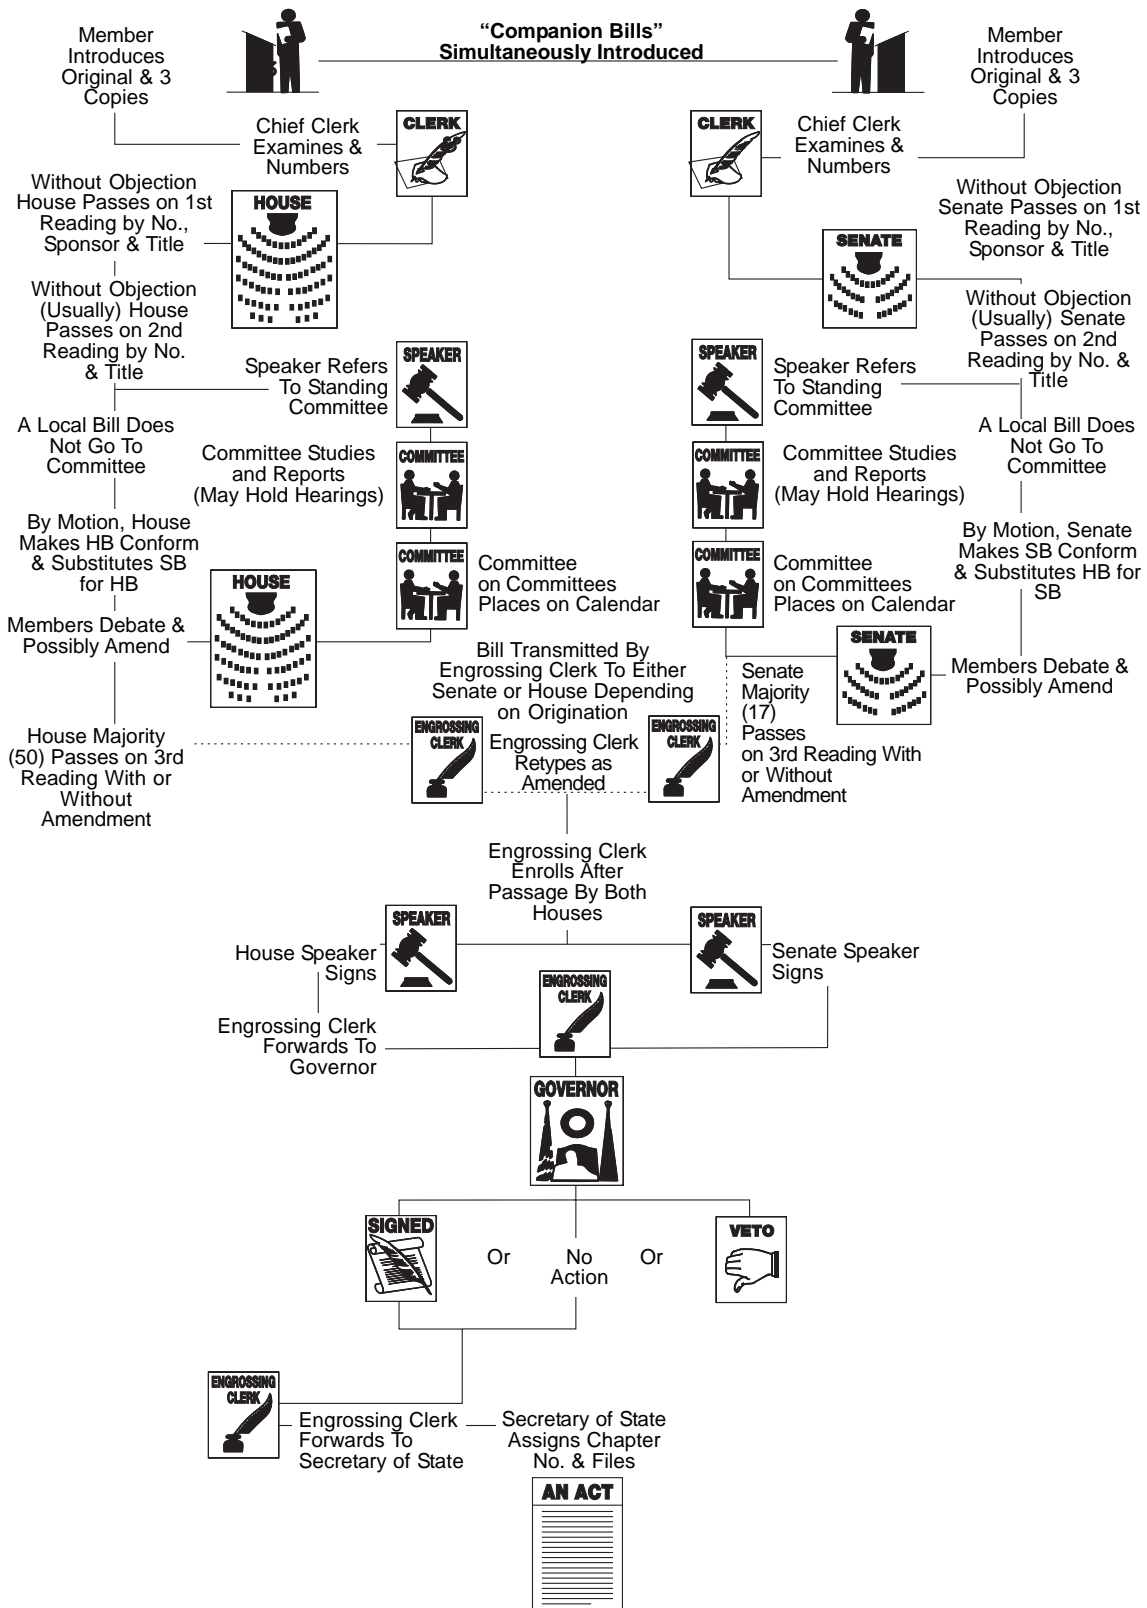 “Companion Bills”
Simultaneously Introduced
Member
Introduces
Original & 3
Copies
Member
Introduces
Original & 3
Copies
Chief Clerk
Examines &
Numbers
CLERK
CLERK
Chief Clerk
Examines &
Numbers
Without Objection
House Passes on 1st
Reading by No.,
Sponsor & Title
HOUSE
Without Objection
Senate Passes on 1st
Reading by No.,
Sponsor & Title
SENATE
Without Objection
(Usually) House
Passes on 2nd
Reading by No.
& Title
Without Objection
(Usually) Senate
Passes on 2nd
Reading by No. &
Title
Speaker Refers
To Standing
Committee
SPEAKER
SPEAKER
Speaker Refers
To Standing
Committee
A Local Bill Does
Not Go To
Committee
Committee Studies
and Reports
(May Hold Hearings)
COMMITTEE
COMMITTEE
Committee Studies
and Reports
(May Hold Hearings)
A Local Bill Does
Not Go To
Committee
By Motion, House
Makes HB Conform
& Substitutes SB
for HB
HOUSE
COMMITTEE
Committee
on Committees
Places on Calendar
COMMITTEE
Committee
on Committees
Places on Calendar
By Motion, Senate
Makes SB Conform
& Substitutes HB for
SB
Members Debate &
Possibly Amend
SENATE
Members Debate &
Possibly Amend
Bill Transmitted By
Engrossing Clerk To Either
Senate or House Depending
on Origination
Senate
Majority
(17)
Passes
on 3rd Reading With
or Without
Amendment
House Majority
(50) Passes on 3rd
Reading With or
Without
Amendment
ENGROSSING
CLERK
Engrossing Clerk
Retypes as
Amended
ENGROSSING
CLERK
Engrossing Clerk
Enrolls After
Passage By Both
Houses
House Speaker
Signs
SPEAKER
SPEAKER
Senate Speaker
Signs
ENGROSSING
CLERK
Engrossing Clerk
Forwards To
Governor
GOVERNOR
SIGNED
Or
No
Action
Or
VETO
ENGROSSING
CLERK
Engrossing Clerk
Forwards To
Secretary of State
Secretary of State
Assigns Chapter
No. & Files
AN ACT